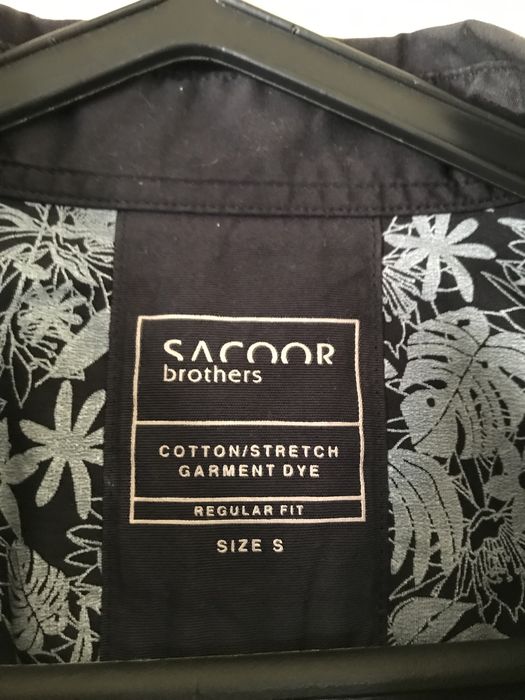 SACOOR
brothers
COTTON/STRETCH
GARMENT DYE
REGULAR FIT
SIZE S